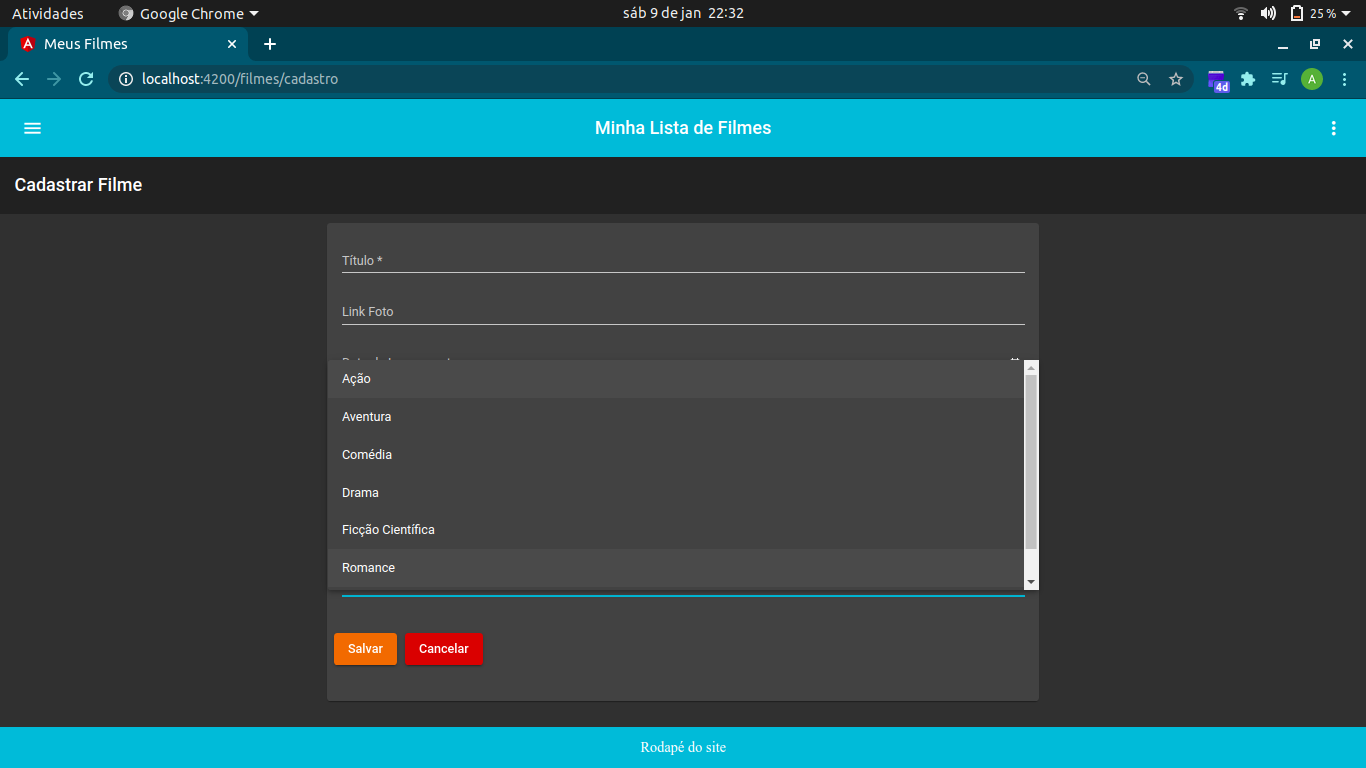 Atividades Google Chrome sáb 9 de jan 22:32 25 %
Meus Filmes
localhost:4200/filmes/cadastro 4d A
Minha Lista de Filmes
Cadastrar Filme
Título *
Link Foto
Ação
Aventura
Comédia
Drama
Ficção Científica
Romance
Salvar Cancelar
Rodapé do site